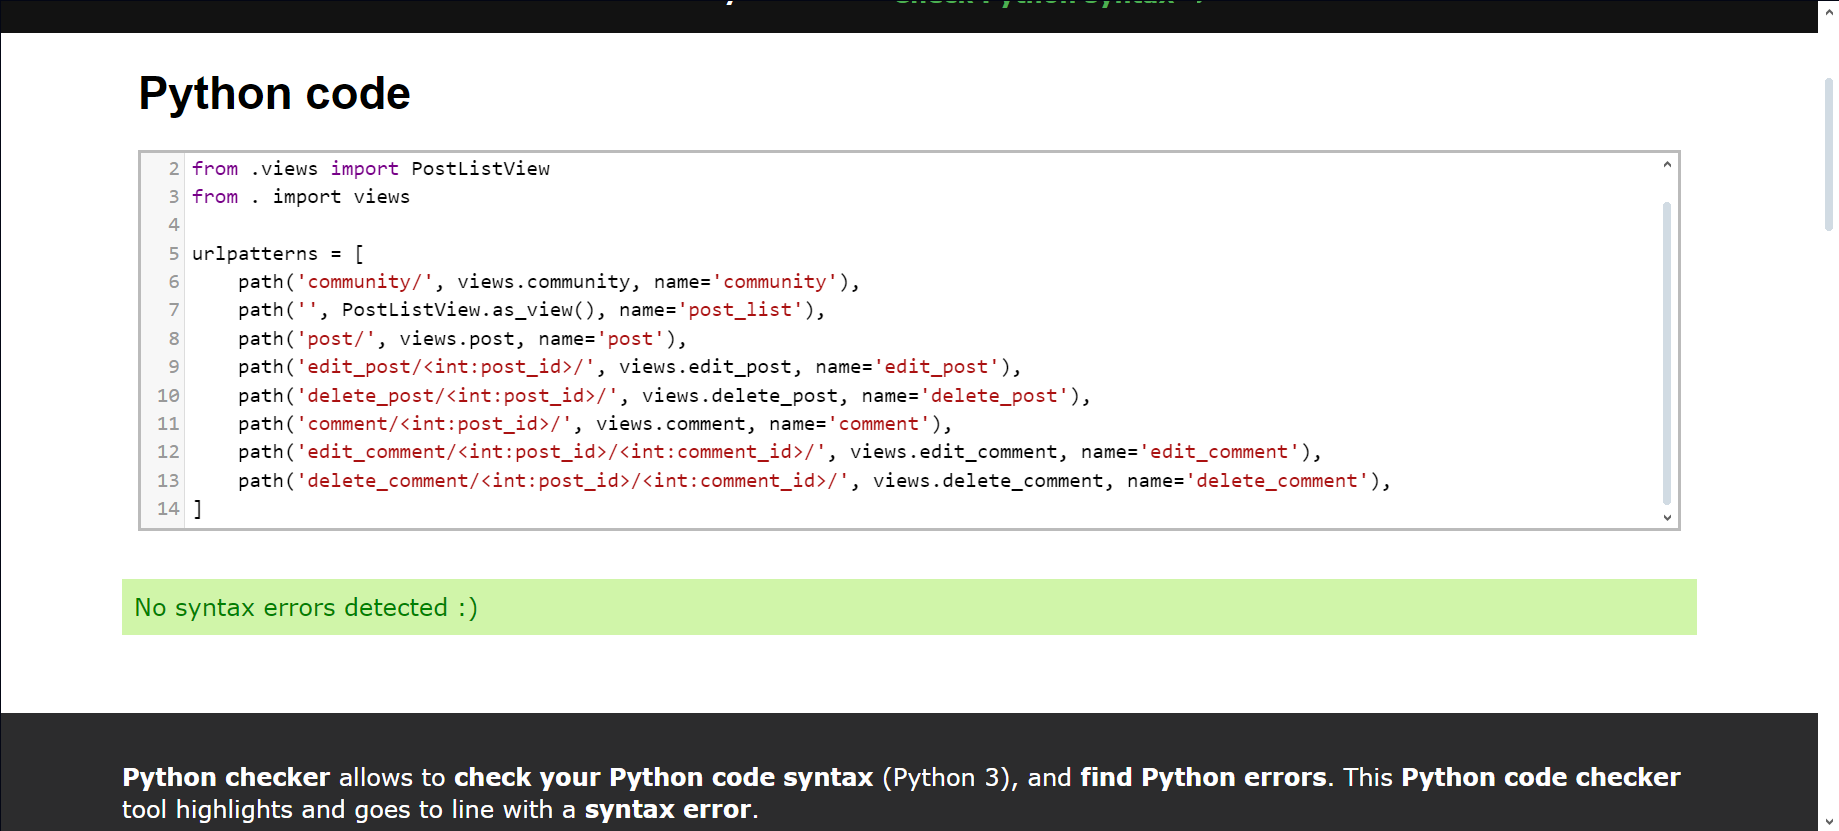 Python code
2 from .views import PostListView
3 from . import views
4
5 urlpatterns = [
6     path('community/', views.community, name='community'),
7     path('', PostListView.as_view(), name='post_list'),
8     path('post/', views.post, name='post'),
9     path('edit_post/<int:post_id>/', views.edit_post, name='edit_post'),
10     path('delete_post/<int:post_id>/', views.delete_post, name='delete_post'),
11     path('comment/<int:post_id>/', views.comment, name='comment'),
12     path('edit_comment/<int:post_id>/<int:comment_id>/', views.edit_comment, name='edit_comment'),
13     path('delete_comment/<int:post_id>/<int:comment_id>/', views.delete_comment, name='delete_comment'),
14 ]
No syntax errors detected :)
Python checker allows to check your Python code syntax (Python 3), and find Python errors. This Python code checker
tool highlights and goes to line with a syntax error.